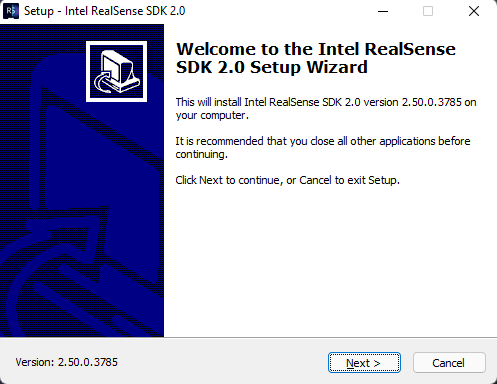 RS Setup - Intel RealSense SDK 2.0
Welcome to the Intel RealSense
SDK 2.0 Setup Wizard
This will install Intel RealSense SDK 2.0 version 2.50.0.3785 on
your computer.
It is recommended that you close all other applications before
continuing.
Click Next to continue, or Cancel to exit Setup.
Version: 2.50.0.3785
Next >
Cancel